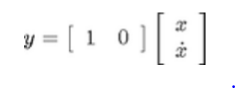 y = [ 1 0 ] [ x ẋ ]